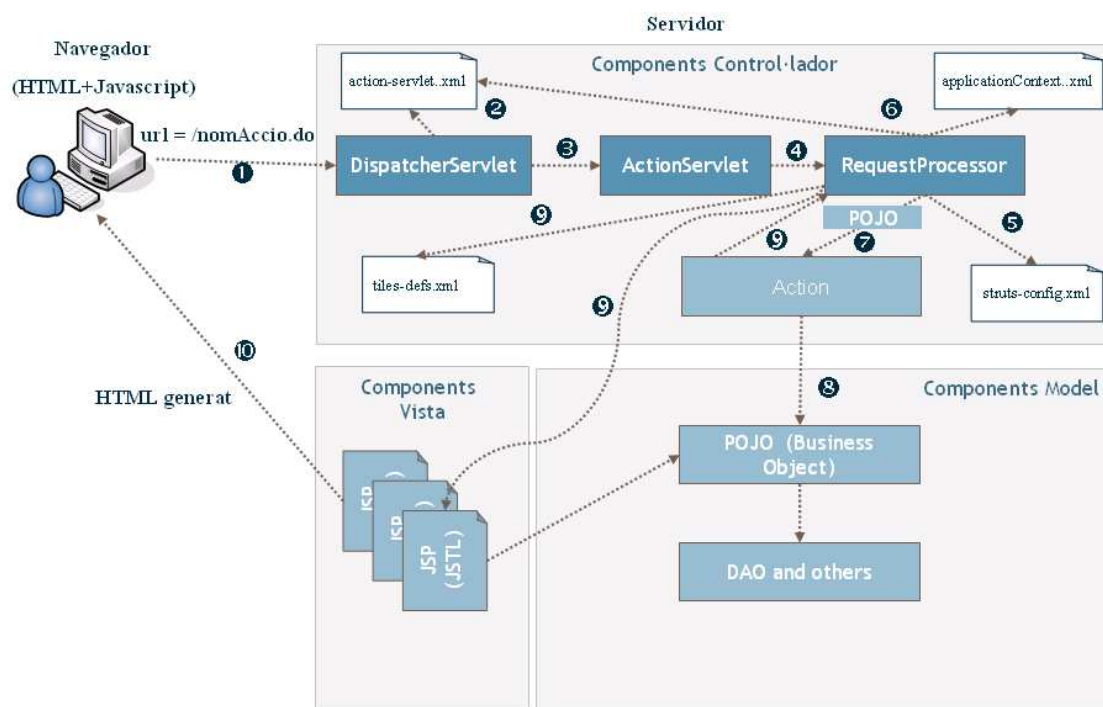 Servidor
Navegador
(HTML+Javascript)
Components Control·lador
action-servlet..xml
applicationContext..xml
url = /nomAccio.do
❶
❷
❸
❹
❻
DispatcherServlet
ActionServlet
RequestProcessor
❾
POJO
❺
❾
❼
tiles-defs.xml
Action
struts-config.xml
❾
❿
HTML generat
Components
Vista
❽
Components Model
POJO (Business
Object)
JSP
JSP
JSP
(JSTL)
DAO and others